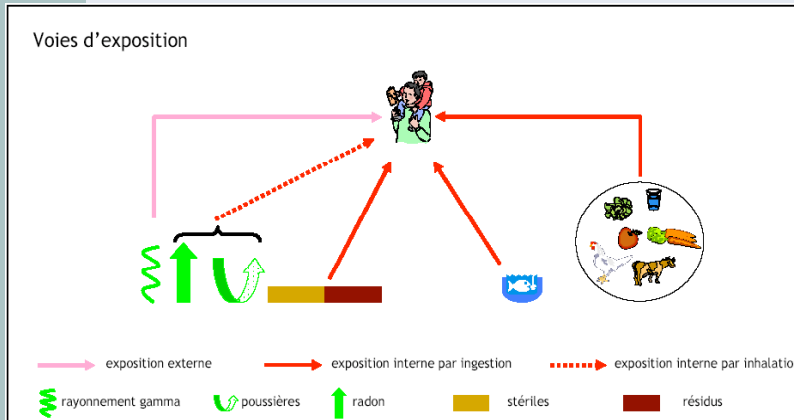 Voies d'exposition
exposition externe exposition interne par ingestion exposition interne par inhalatio
rayonnement gamma poussières radon stériles résidus